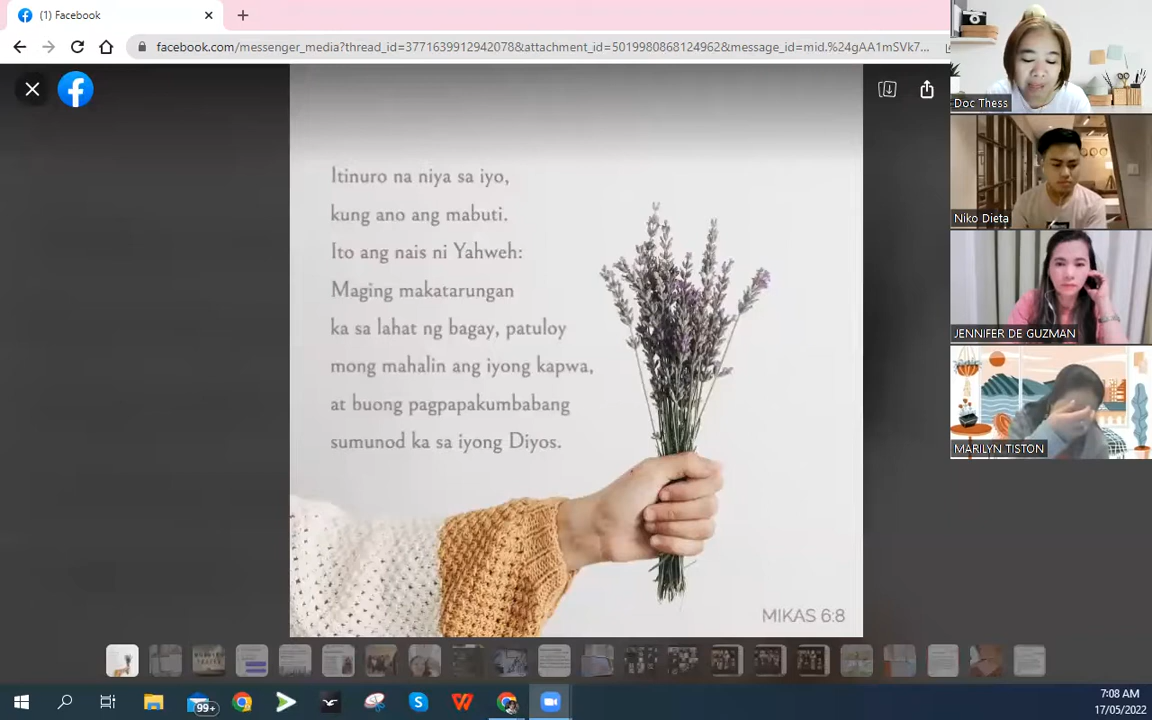 (1) Facebook
facebook.com/messenger_media?thread_id=3771639912942078&attachment_id=501998086812496​2&message_id=mid.%24gAA1mSVk7...
Itinuro na niya sa iyo,
kung ano ang mabuti.
Ito ang nais ni Yahweh:
Maging makatarungan
ka sa lahat ng bagay, patuloy
mong mahalin ang iyong kapwa,
at buong pagpapakumbabang
sumunod ka sa iyong Diyos.
MIKAS 6:8
Doc Thess
Niko Dieta
JENNIFER DE GUZMAN
MARILYN TISTON
99+
7:08 AM
17/05/2022